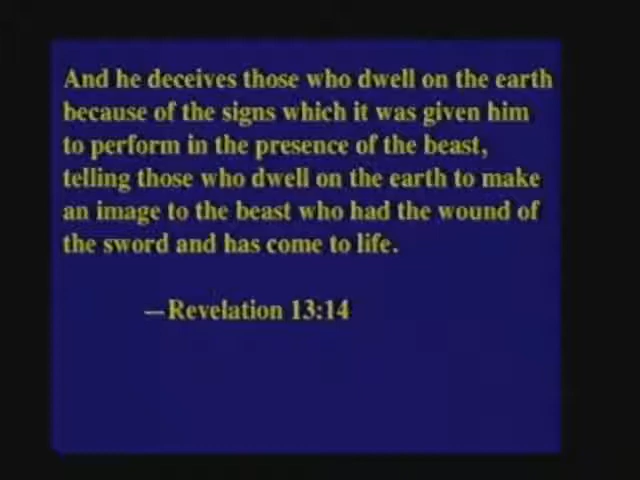 And he deceives those who dwell on the earth
because of the signs which it was given him
to perform in the presence of the beast,
telling those who dwell on the earth to make
an image to the beast who had the wound of
the sword and has come to life.
—Revelation 13:14